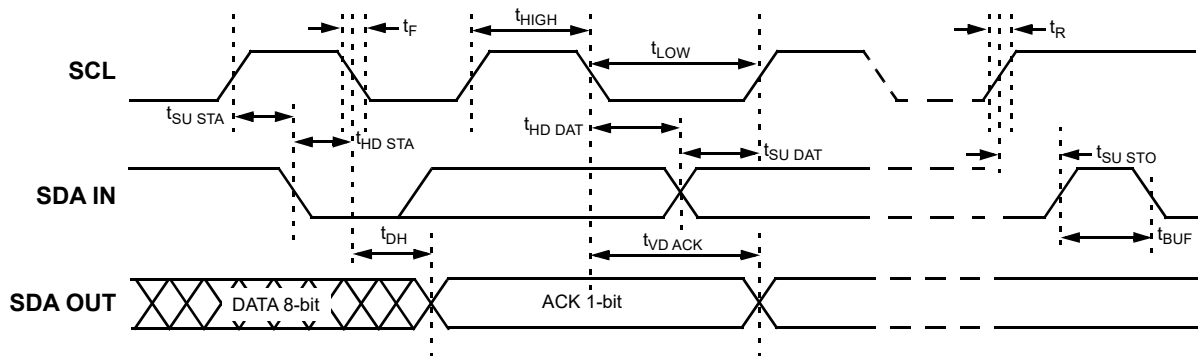 tHIGH
tF
tR
tLOW
SCL
tSU STA
tHD STA
tHD DAT
tSU DAT
tSU STO
SDA IN
tDH
tVD ACK
tBUF
SDA OUT
DATA 8-bit
ACK 1-bit